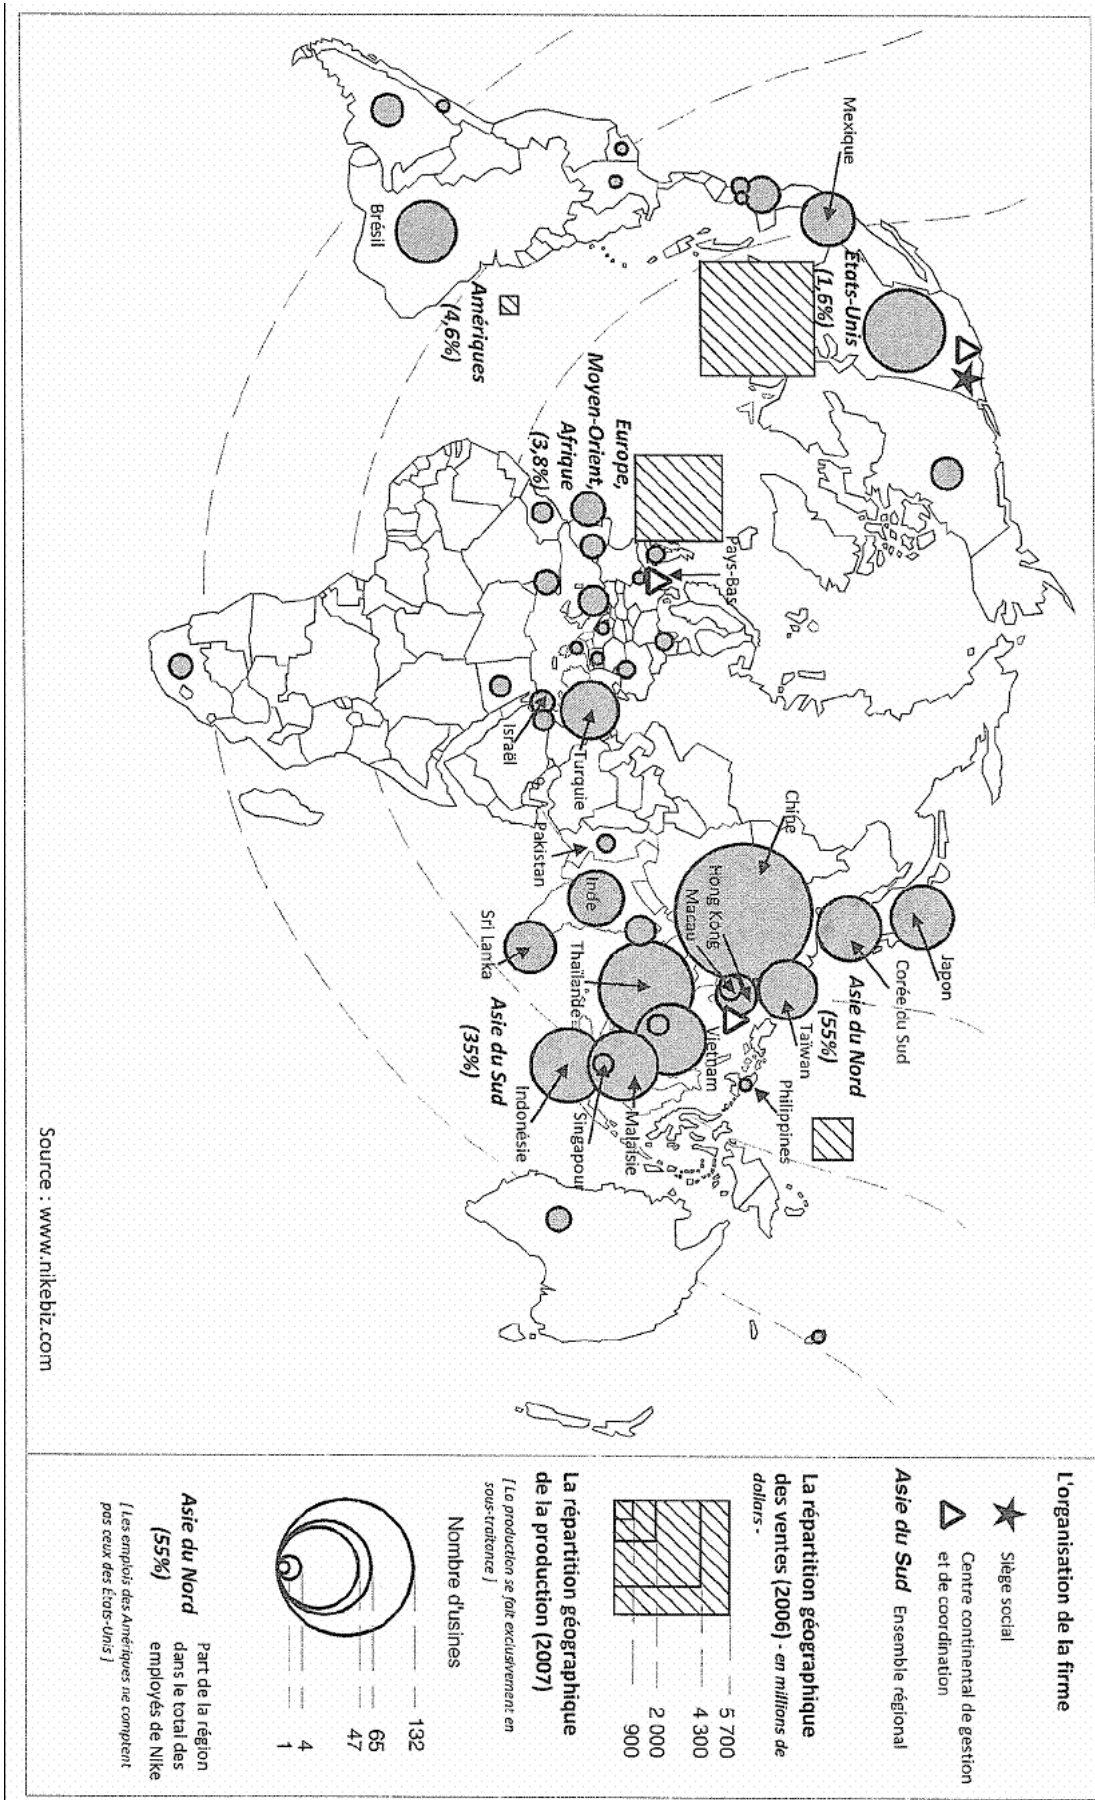 Mexique
États-Unis
(1,6%)
Brésil
Amériques
(4,6%)
Europe,
Moyen-Orient,
Afrique
(3,8%)
Pays-Bas
Israël
Turquie
Pakistan
Chine
Hong Kong
Macau
Inde
Sri Lanka
Thaïlande
Asie du Sud
(35%)
Indonésie
Singapour
Malaisie
Vietnam
Philippines
Taïwan
Asie du Nord
(55%)
Corée du Sud
Japon
Source : www.nikebiz.com
L'organisation de la firme
Siège social
Centre continental de gestion
et de coordination
Asie du Sud Ensemble régional
La répartition géographique
des ventes (2006) - en millions de
dollars -
5 700
4 300
2 000
900
La répartition géographique
de la production (2007)
[ La production se fait exclusivement en
sous-traitance ]
Nombre d'usines
132
65
47
4
1
Asie du Nord
(55%)
Part de la région
dans le total des
employés de Nike
[ Les emplois des Amériques ne comptent
pas ceux des États-Unis ]